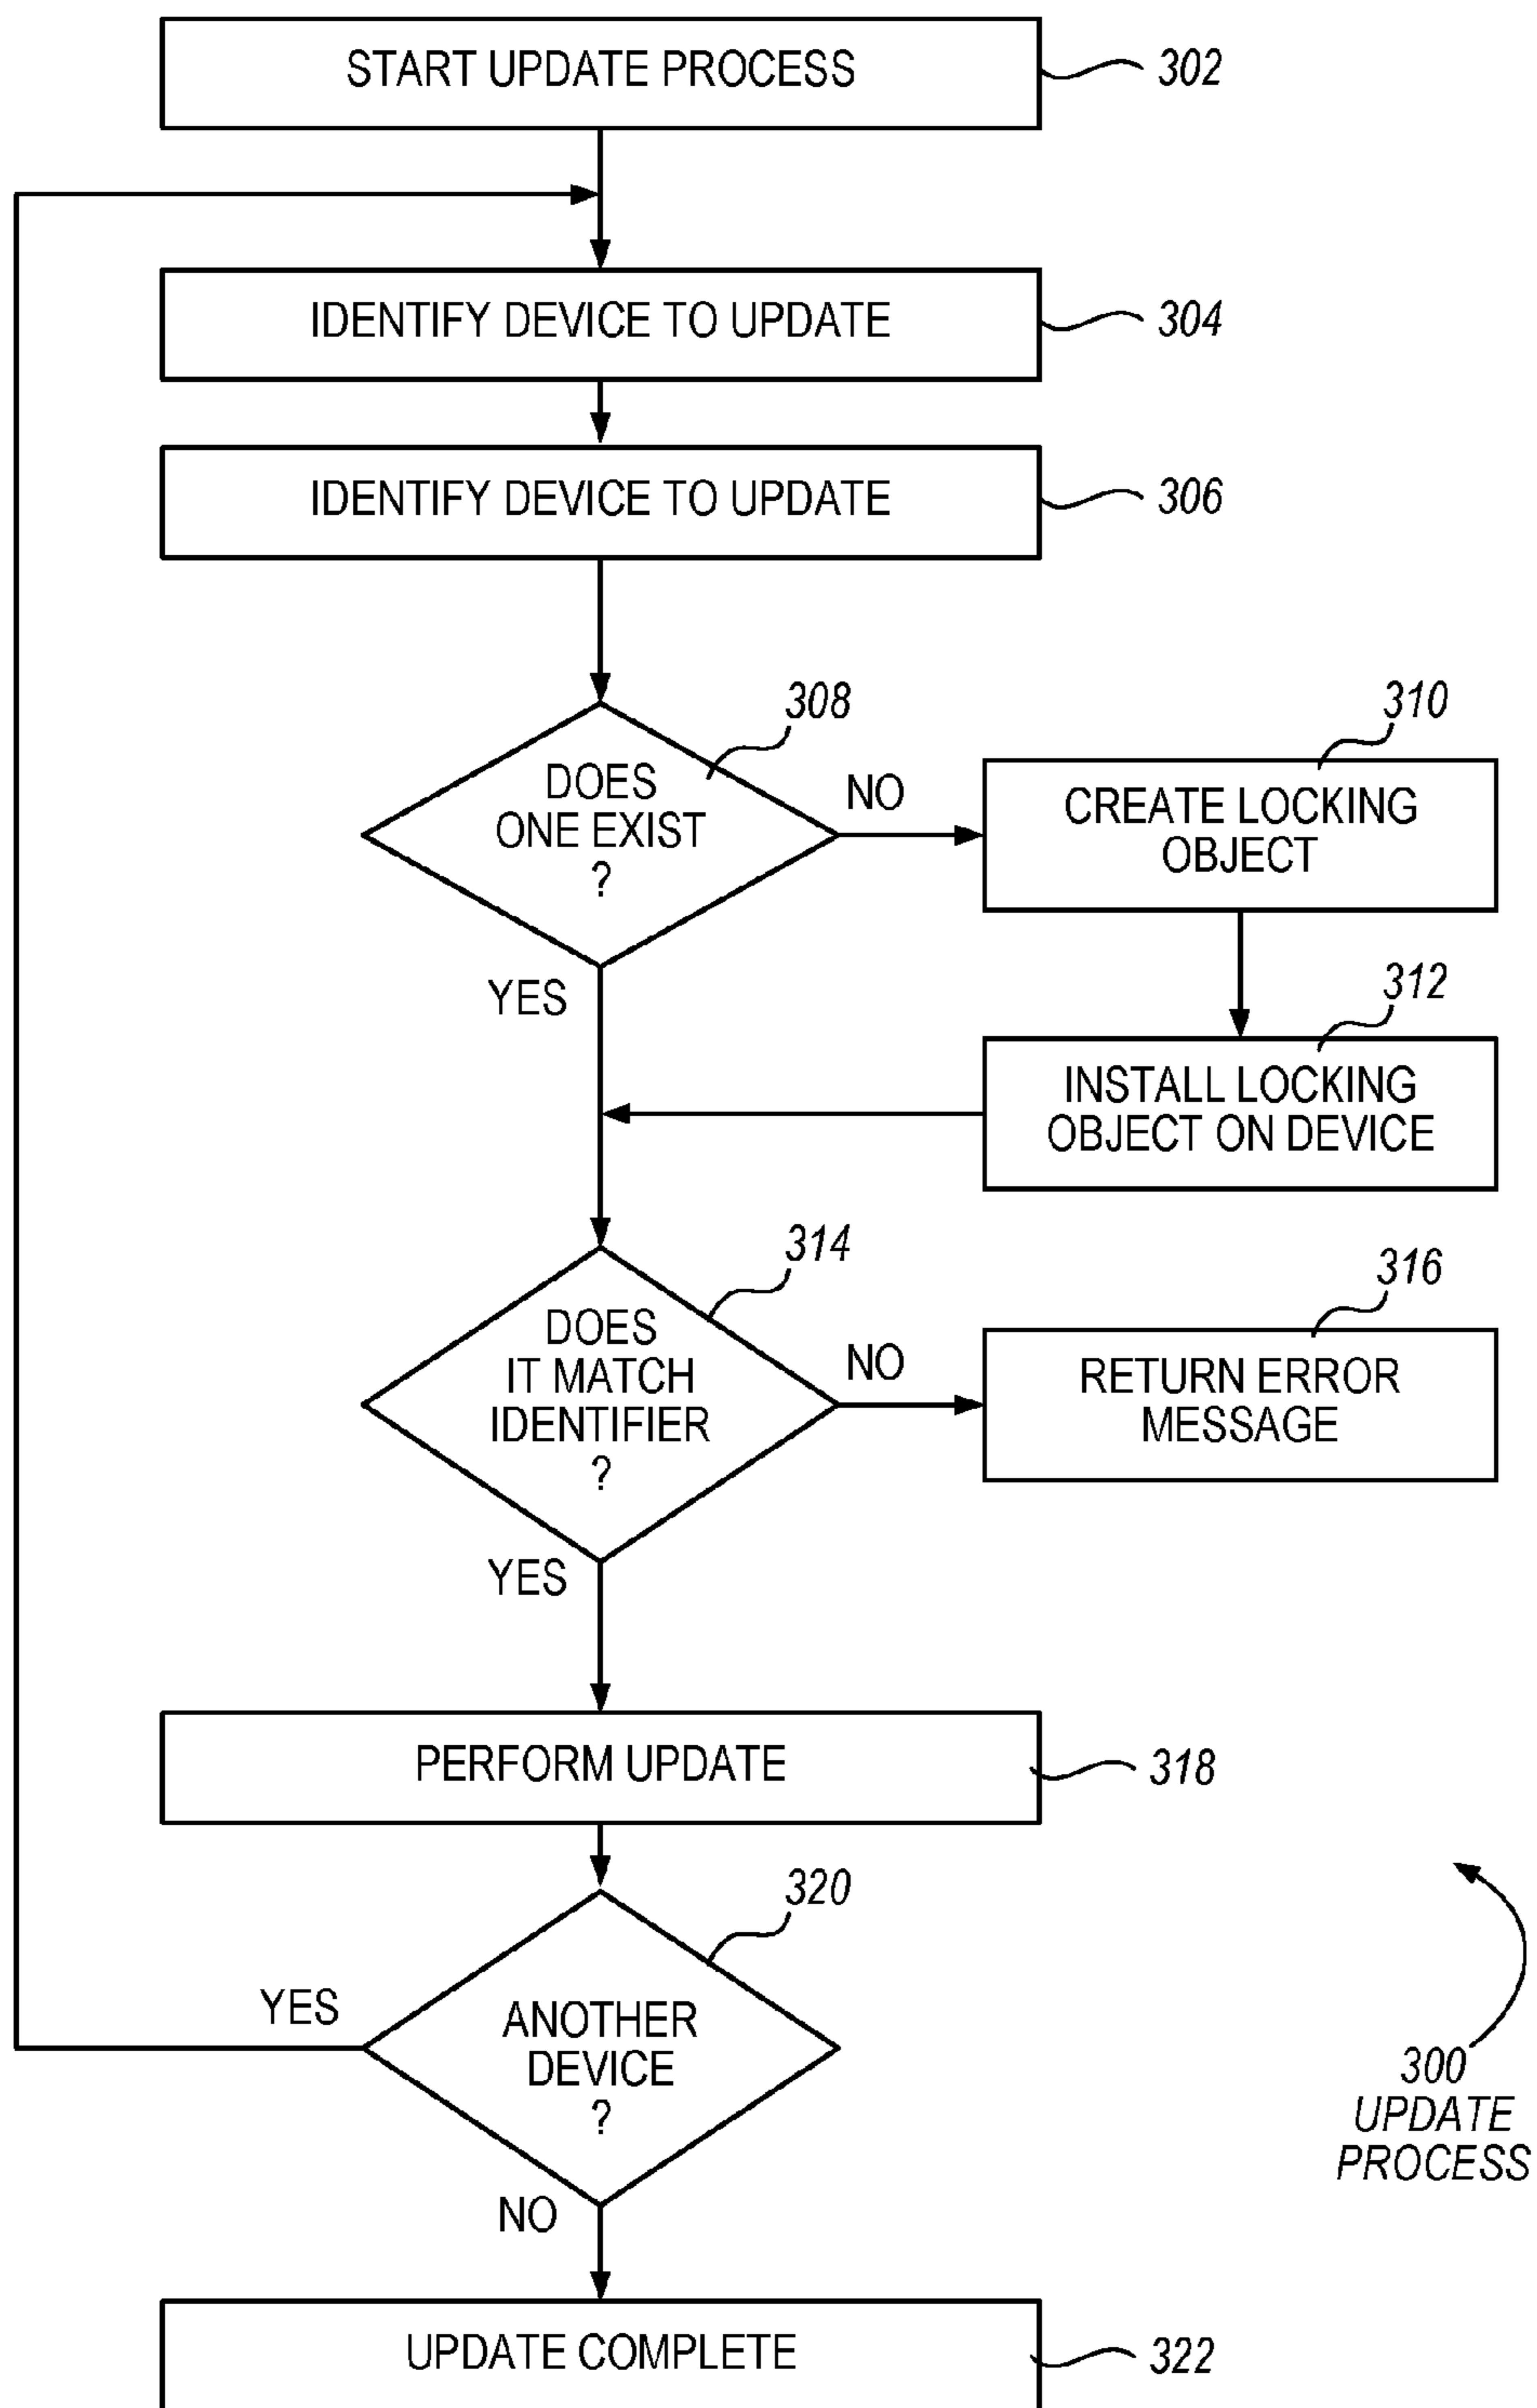 START UPDATE PROCESS
302
IDENTIFY DEVICE TO UPDATE
304
IDENTIFY DEVICE TO UPDATE
306
308
DOES
ONE EXIST
?
NO
YES
310
CREATE LOCKING
OBJECT
312
INSTALL LOCKING
OBJECT ON DEVICE
314
DOES
IT MATCH
IDENTIFIER
?
NO
YES
316
RETURN ERROR
MESSAGE
PERFORM UPDATE
318
320
ANOTHER
DEVICE
?
YES
NO
300
UPDATE
PROCESS
UPDATE COMPLETE
322